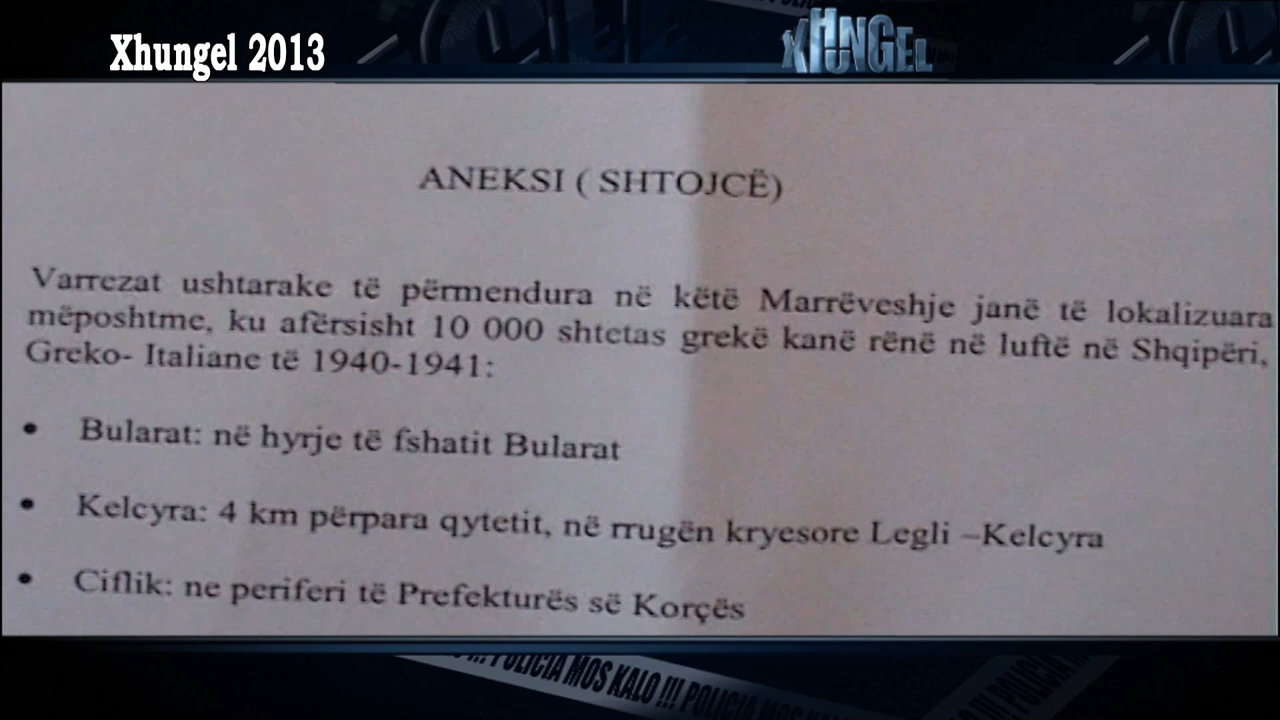 Xhungel 2013
XHUNGEL
ANEKSI ( SHTOJCË)
Varrezat ushtarake të përmendura në këtë Marrëveshje janë të lokalizuara
mëposhtme, ku afërsisht 10 000 shtetas grekë kanë rënë në luftë në Shqipëri,
Greko- Italiane të 1940-1941:
• Bularat: në hyrje të fshatit Bularat
• Kelcyra: 4 km përpara qytetit, në rrugën kryesore Legli –Kelcyra
• Ciflik: ne periferi të Prefekturës së Korçës
POLICIA MOS KALO !!! POLICIA MOS